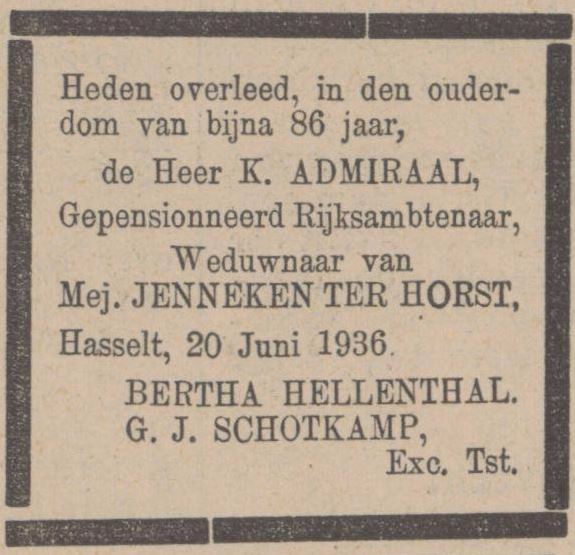 Heden overleed, in den ouder-
dom van bijna 86 jaar,
de Heer K. ADMIRAAL,
Gepensionneerd Rijksambtenaar,
Weduwnaar van
Mej. JENNEKEN TER HORST,
Hasselt, 20 Juni 1936.
BERTHA HELLENTHAL.
G. J. SCHOTKAMP,
Exc. Tst.